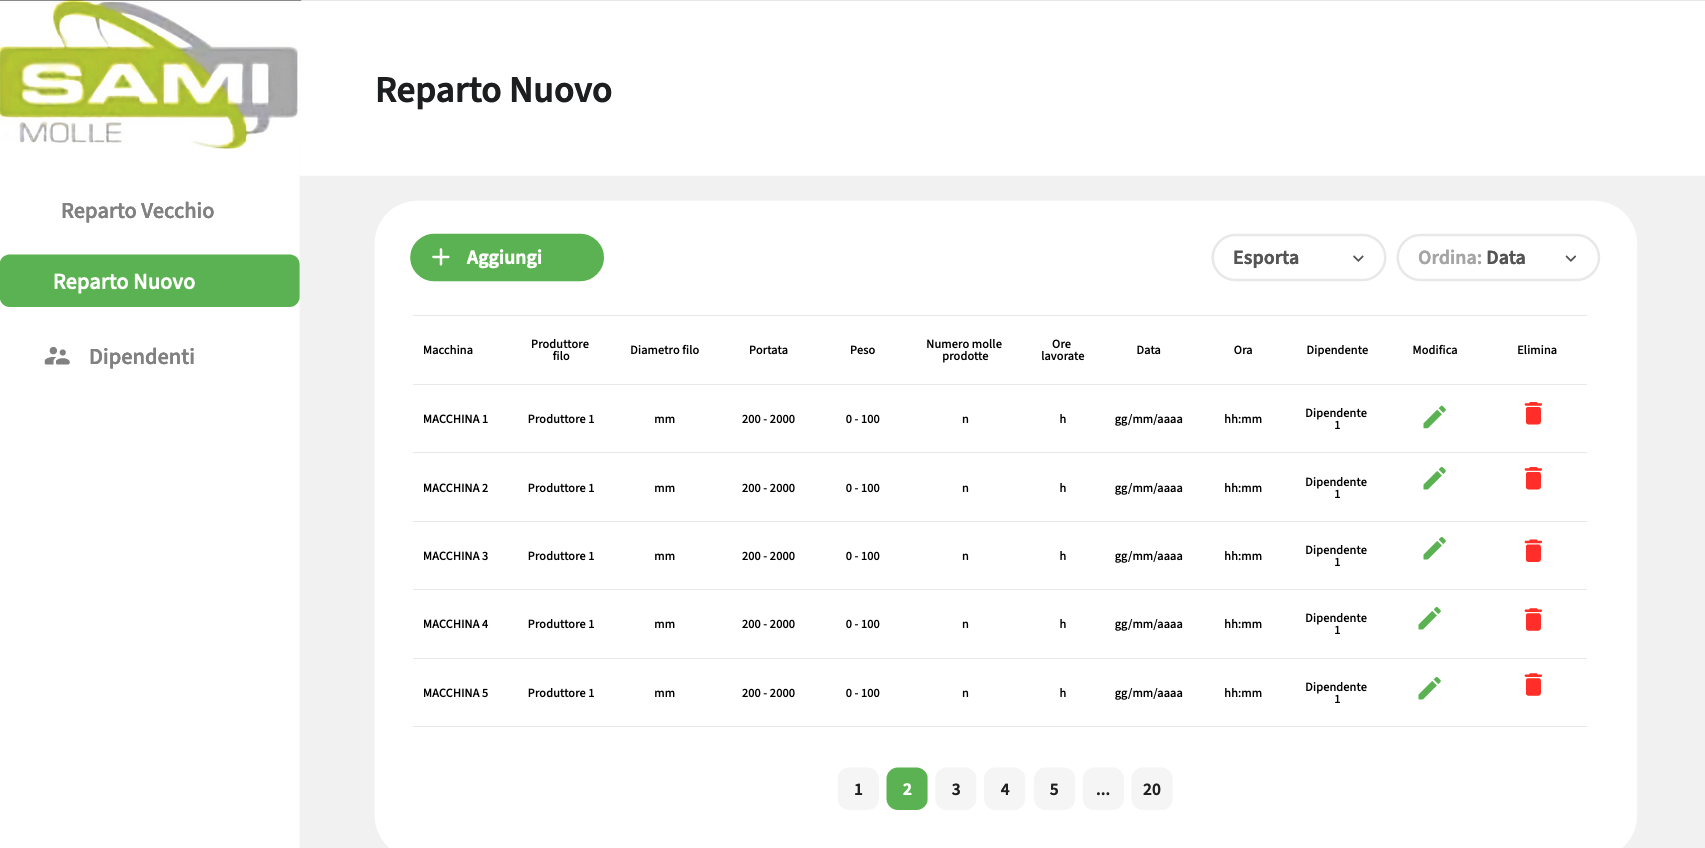 SAMI
MOLLE
Reparto Nuovo
Reparto Vecchio
Reparto Nuovo
Dipendenti
Aggiungi
Esporta
Ordina: Data
Macchina Produttore filo Diametro filo Portata Peso Numero molle prodotte Ore lavorate Data Ora Dipendente Modifica Elimina
MACCHINA 1 Produttore 1 mm 200 - 2000 0 - 100 n h gg/mm/aaaa hh:mm Dipendente 1
MACCHINA 2 Produttore 1 mm 200 - 2000 0 - 100 n h gg/mm/aaaa hh:mm Dipendente 1
MACCHINA 3 Produttore 1 mm 200 - 2000 0 - 100 n h gg/mm/aaaa hh:mm Dipendente 1
MACCHINA 4 Produttore 1 mm 200 - 2000 0 - 100 n h gg/mm/aaaa hh:mm Dipendente 1
MACCHINA 5 Produttore 1 mm 200 - 2000 0 - 100 n h gg/mm/aaaa hh:mm Dipendente 1
1 2 3 4 5 ... 20